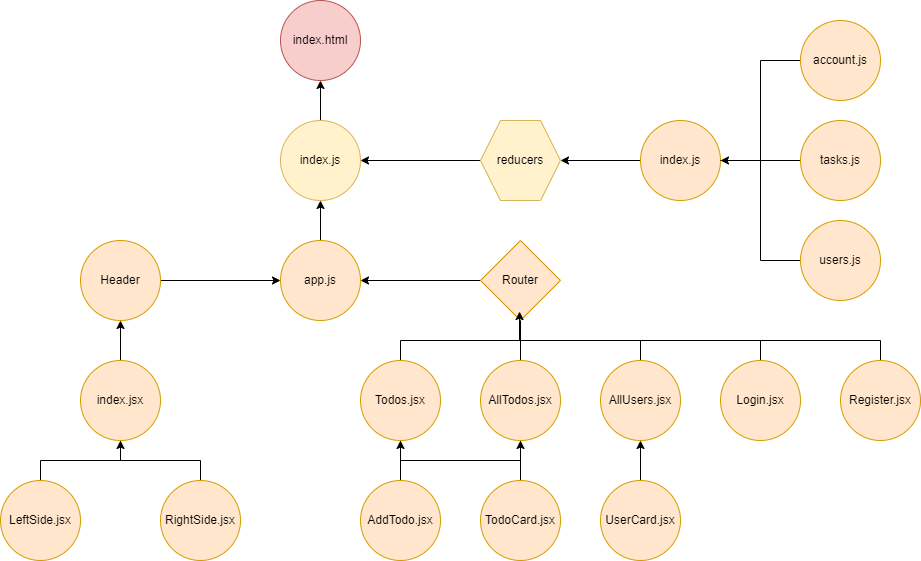 index.html
account.js
index.js
reducers
index.js
tasks.js
users.js
Header
app.js
Router
index.jsx
Todos.jsx
AllTodos.jsx
AllUsers.jsx
Login.jsx
Register.jsx
LeftSide.jsx
RightSide.jsx
AddTodo.jsx
TodoCard.jsx
UserCard.jsx